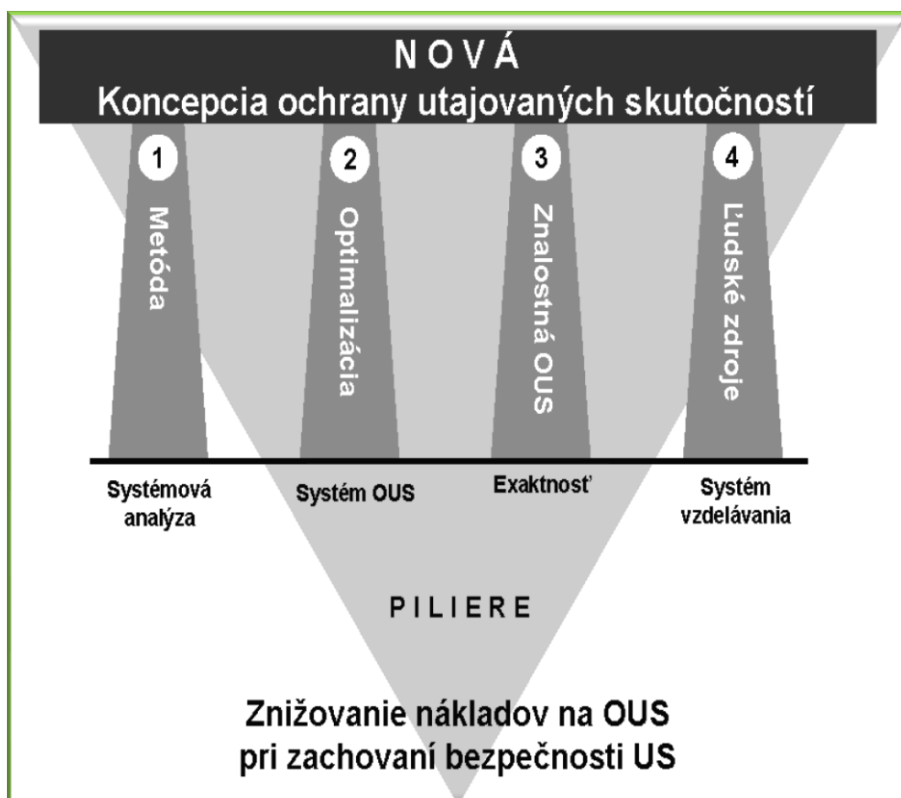 N O V Á
Koncepcia ochrany utajovaných skutočností
1
Metóda
2
Optimalizácia
3
Znalostná OUS
4
Ľudské zdroje
Systémová
analýza
Systém OUS
Exaktnosť
Systém
vzdelávania
P I L I E R E
Znižovanie nákladov na OUS
pri zachovaní bezpečnosti US